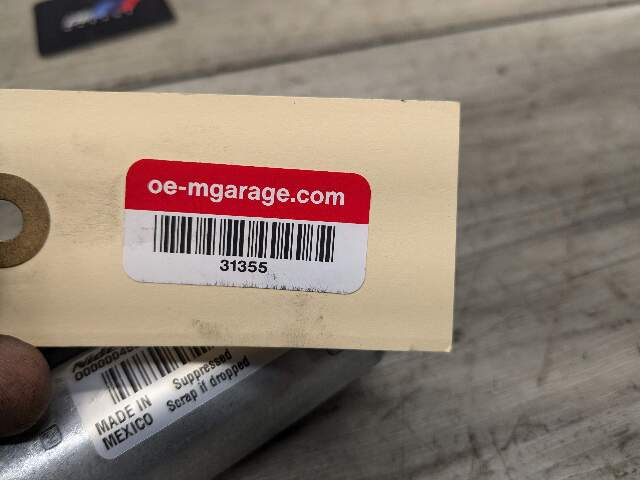 oe-mgarage.com
31355
Suppressed
Scrap if dropped
MADE IN
MEXICO